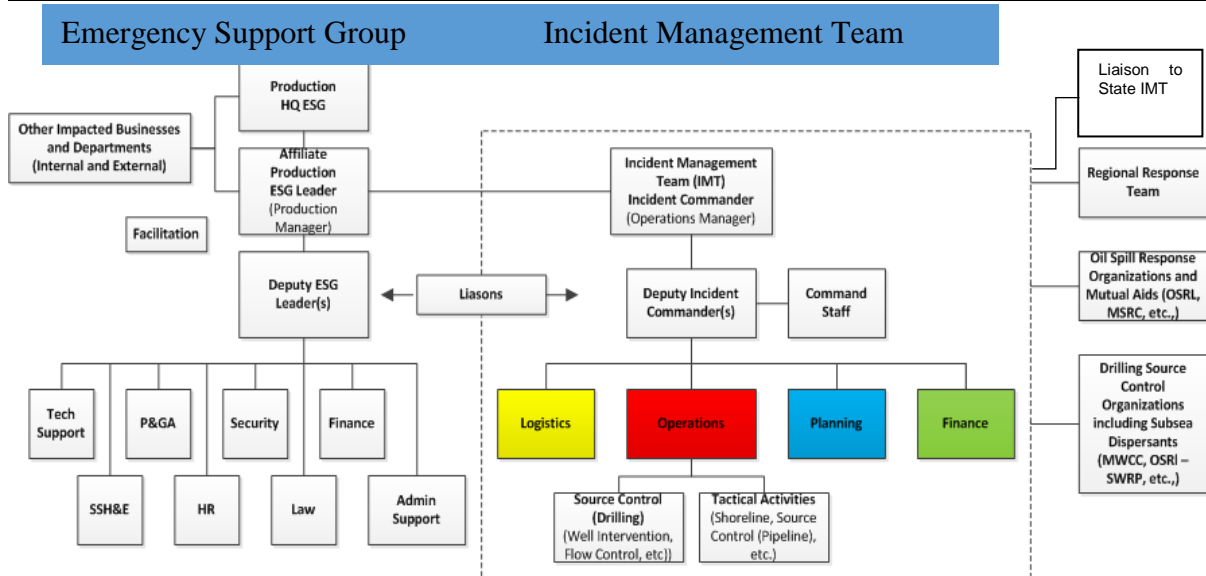 Emergency Support Group
Incident Management Team
Production
HQ ESG
Other Impacted Businesses
and Departments
(Internal and External)
Affiliate
Production
ESG Leader
(Production
Manager)
Facilitation
Deputy ESG
Leader(s)
Liasons
Tech
Support
P&GA
Security
Finance
SSH&E
HR
Law
Admin
Support
Incident Management
Team (IMT)
Incident Commander
(Operations Manager)
Deputy Incident
Commander(s)
Command
Staff
Logistics
Operations
Planning
Finance
Source Control
(Drilling)
(Well Intervention,
Flow Control, etc))
Tactical Activities
(Shoreline, Source
Control (Pipeline),
etc.)
Liaison to
State IMT
Regional Response
Team
Oil Spill Response
Organizations and
Mutual Aids (OSRL,
MSRC, etc.,)
Drilling Source
Control
Organizations
including Subsea
Dispersants
(MWCC, OSRl –
SWRP, etc.,)